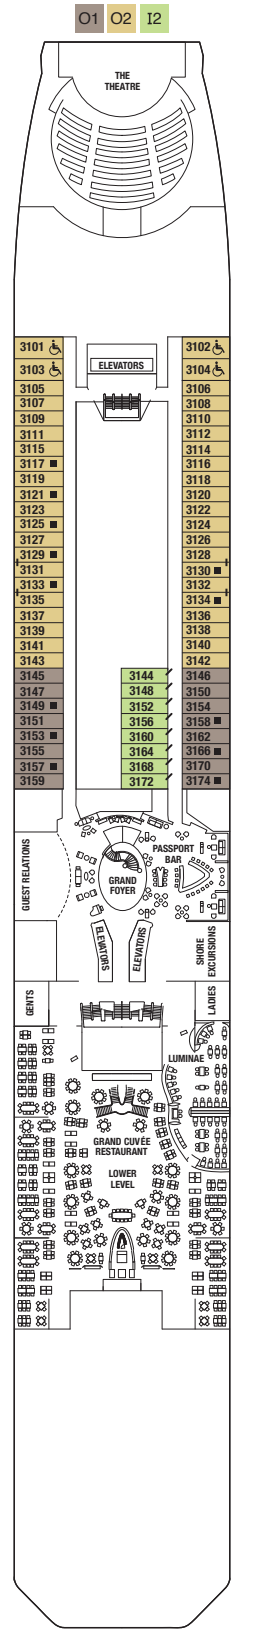 O1 O2 I2
THE
THEATRE
ELEVATORS
3101 3102
3103 3104
3105 3106
3107 3108
3109 3110
3111 3112
3115 3114
3117 3116
3119 3118
3121 3120
3123 3122
3125 3124
3127 3126
3129 3128
3131 3130
3133 3132
3135 3134
3137 3136
3139 3138
3141 3140
3143 3142
3145 3144 3146
3147 3148 3150
3149 3152 3154
3151 3156 3158
3153 3160 3162
3155 3164 3166
3157 3168 3170
3159 3172 3174
GUEST RELATIONS
GRAND
FOYER
PASSPORT
BAR
ELEVATORS
ELEVATORS
SHORE
EXCURSIONS
GENTS
LADIES
LUMINAE
GRAND CUVÉE
RESTAURANT
LOWER
LEVEL